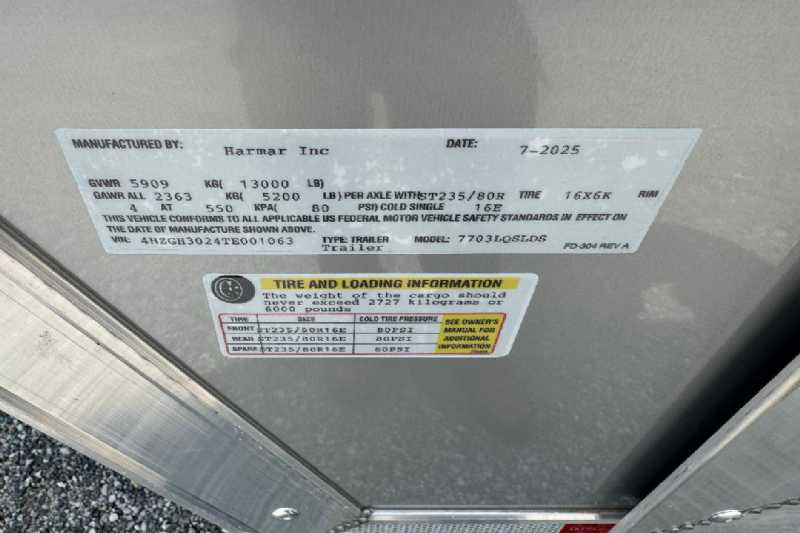 MANUFACTURED BY: Harmar Inc DATE: 7-2025
GVWR 5909 KG( 13000 LB)
GAWR ALL 2363 KG( 5200 LB) PER AXLE WITH ST235/80R TIRE 16X6K RIM
4 AT 550 KPA( 80 PSI) COLD SINGLE 16E
THIS VEHICLE CONFORMS TO ALL APPLICABLE US FEDERAL MOTOR VEHICLE SAFETY STANDARDS IN EFFECT ON
THE DATE OF MANUFACTURE SHOWN ABOVE.
VIN: 4HZGH3024TE001063 TYPE: TRAILER MODEL: 7703LQSLDS
Trailer FD-304 REV A
TIRE AND LOADING INFORMATION
The weight of the cargo should
never exceed 2727 kilograms or
6000 pounds
TIRE SIZE COLD TIRE PRESSURE SEE OWNER'S
FRONT ST235/80R16E 80PSI MANUAL FOR
REAR ST235/80R16E 80PSI ADDITIONAL
SPARE ST235/80R16E 80PSI INFORMATION